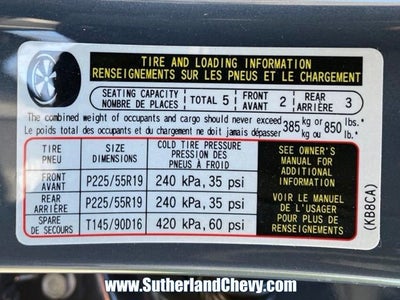 TIRE AND LOADING INFORMATION
RENSEIGNEMENTS SUR LES PNEUS ET LE CHARGEMENT
SEATING CAPACITY
NOMBRE DE PLACES
TOTAL 5
FRONT
AVANT
2
REAR
ARRIÈRE
3
The combined weight of occupants and cargo should never exceed
Le poids total des occupants et du chargement ne doit jamais dépasser
385 kg or/ou 850 lbs./lb.
TIRE
PNEU
SIZE
DIMENSIONS
COLD TIRE PRESSURE
PRESSION DES
PNEUS À FROID
FRONT
AVANT
P225/55R19
240 kPa, 35 psi
REAR
ARRIÈRE
P225/55R19
240 kPa, 35 psi
SPARE
DE SECOURS
T145/90D16
420 kPa, 60 psi
SEE OWNER'S
MANUAL FOR
ADDITIONAL
INFORMATION
VOIR LE MANUEL
DE L'USAGER
POUR PLUS DE
RENSEIGNEMENTS
(KB8CA)
www.SutherlandChevy.com